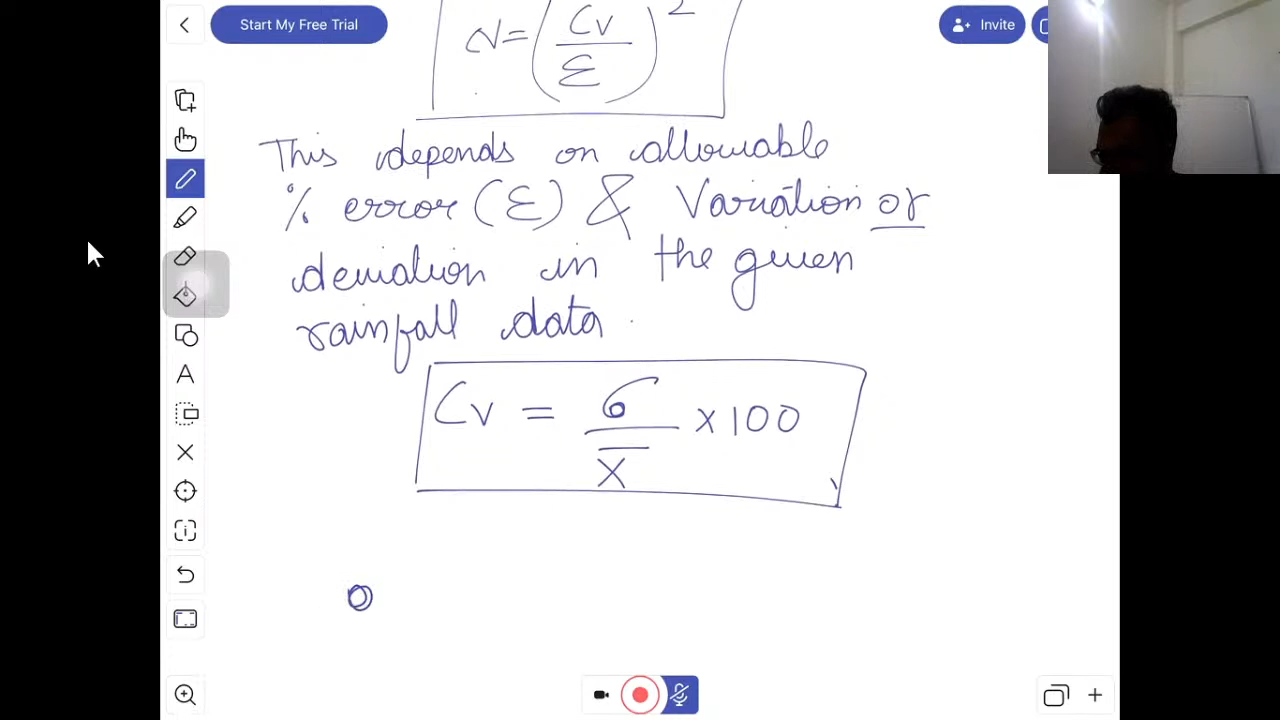 Start My Free Trial
Invite
N = (Cv / ε)²
This depends on allowable
% error (ε) & Variation or
deviation in the given
rainfall data.
Cv = σ / x̄ × 100